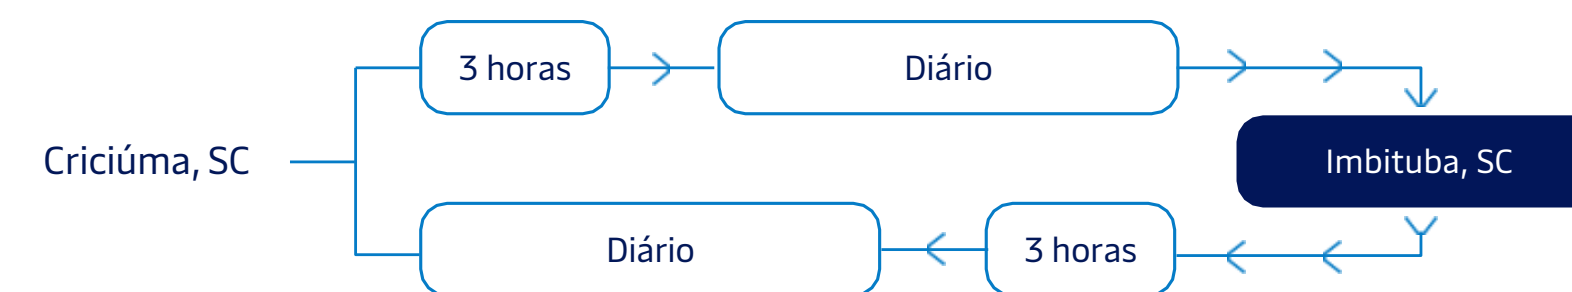 3 horas
Diário
Criciúma, SC
Imbituba, SC
Diário
3 horas